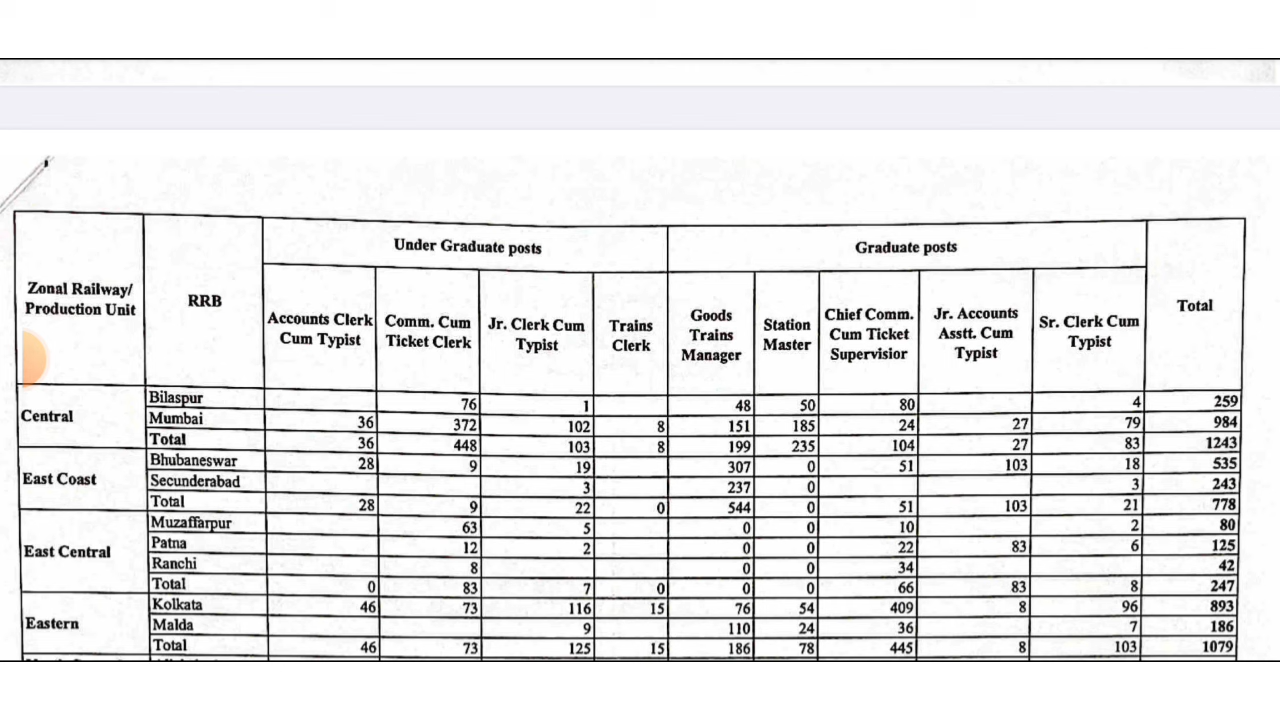 Zonal Railway/ Production Unit RRB Under Graduate posts Graduate posts Total
Accounts Clerk Cum Typist Comm. Cum Ticket Clerk Jr. Clerk Cum Typist Trains Clerk Goods Trains Manager Station Master Chief Comm. Cum Ticket Supervisior Jr. Accounts Asstt. Cum Typist Sr. Clerk Cum Typist
Central
Bilaspur 76 1 48 50 80 4 259
Mumbai 36 372 102 8 151 185 24 27 79 984
Total 36 448 103 8 199 235 104 27 83 1243
East Coast
Bhubaneswar 28 9 19 307 0 51 103 18 535
Secunderabad 3 237 0 3 243
Total 28 9 22 0 544 0 51 103 21 778
East Central
Muzaffarpur 63 5 0 0 10 2 80
Patna 12 2 0 0 22 83 6 125
Ranchi 8 0 0 34 42
Total 0 83 7 0 0 0 66 83 8 247
Eastern
Kolkata 46 73 116 15 76 54 409 8 96 893
Malda 9 110 24 36 7 186
Total 46 73 125 15 186 78 445 8 103 1079